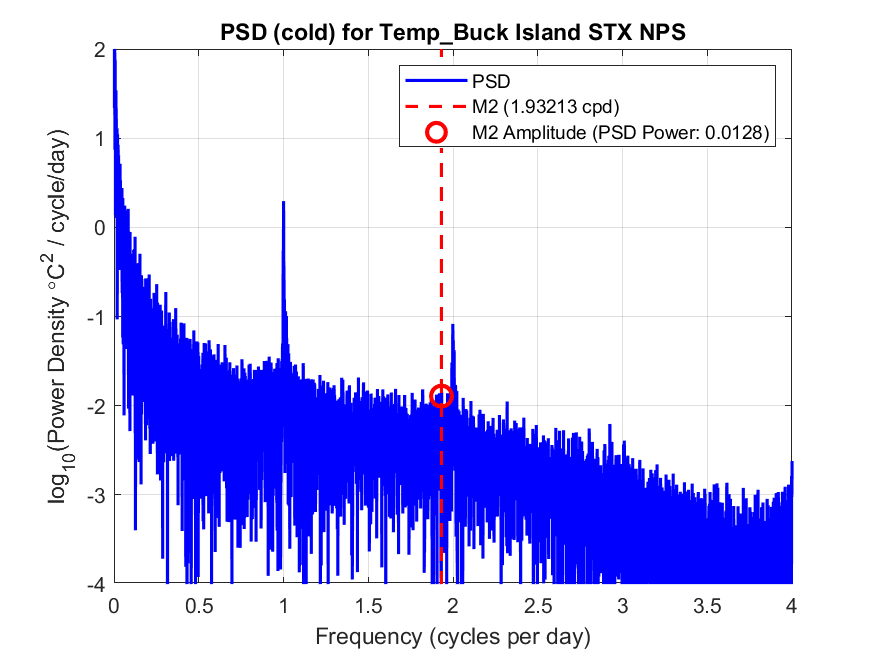 PSD (cold) for Temp_Buck Island STX NPS
PSD
M2 (1.93213 cpd)
M2 Amplitude (PSD Power: 0.0128)
log10(Power Density °C2 / cycle/day)
2
1
0
-1
-2
-3
-4
0 0.5 1 1.5 2 2.5 3 3.5 4
Frequency (cycles per day)